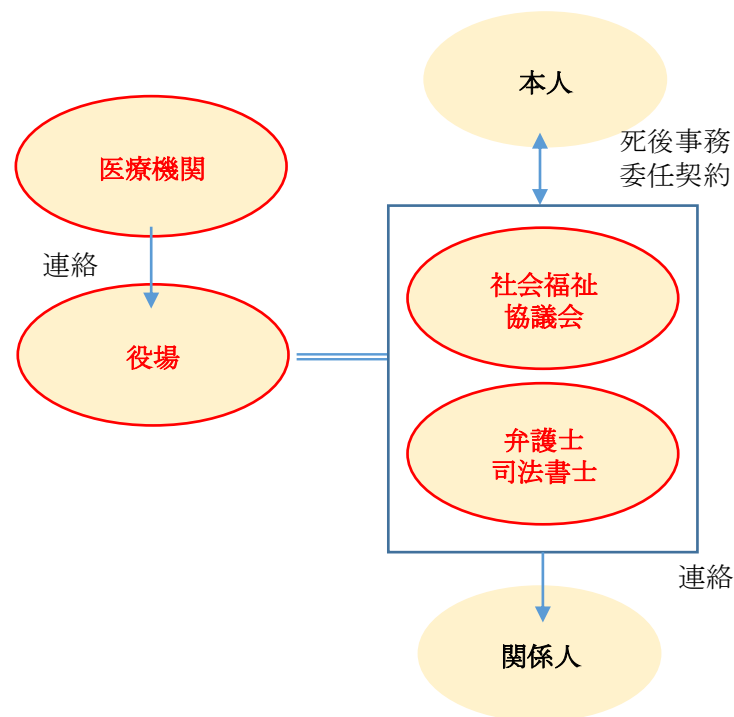 本人
死後事務
委任契約
医療機関
連絡
社会福祉
協議会
役場
弁護士
司法書士
連絡
関係人